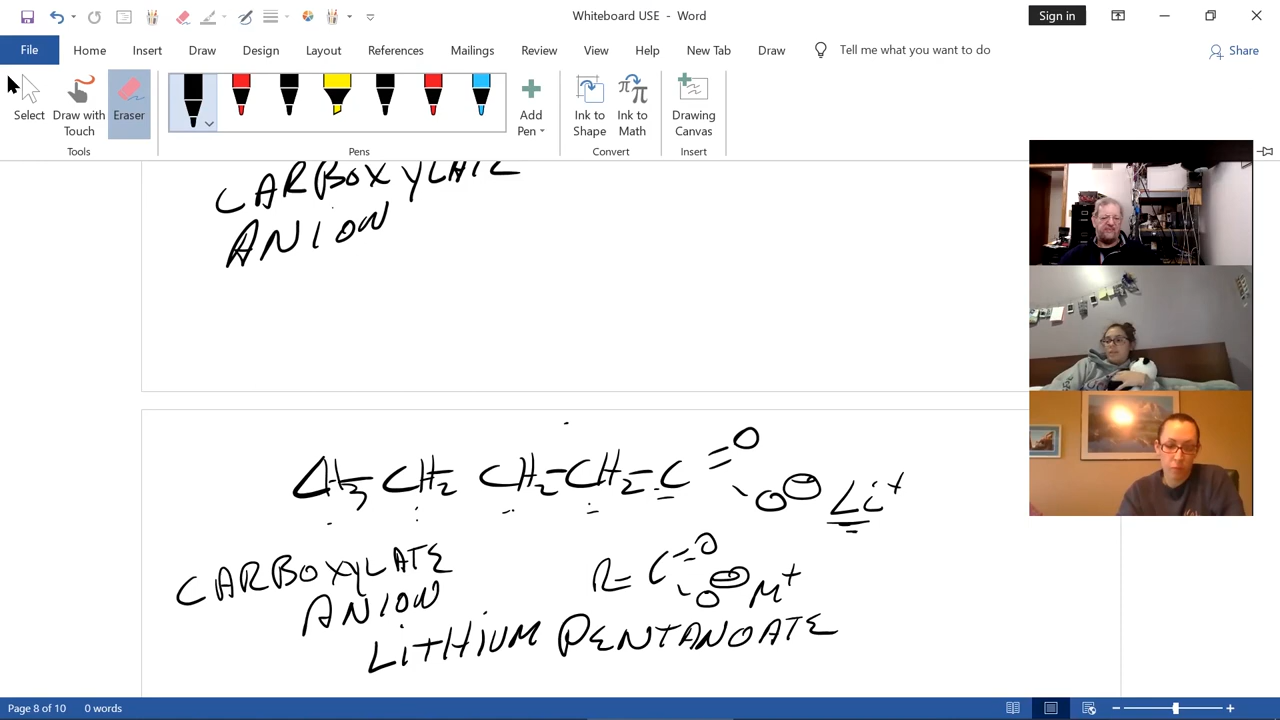 Whiteboard USE - Word
Sign in
File Home Insert Draw Design Layout References Mailings Review View Help New Tab Draw Tell me what you want to do Share
Select Draw with Touch Eraser Add Pen Ink to Shape Ink to Math Drawing Canvas
Tools Pens Convert Insert
CARBOXYLATE
ANION
CH3 CH2 CH2-CH2-C =O
O⊖ Li+
CARBOXYLATE
ANION
R-C =O
O⊖ M+
LiTHiUM PENTANOATE
Page 8 of 10 0 words